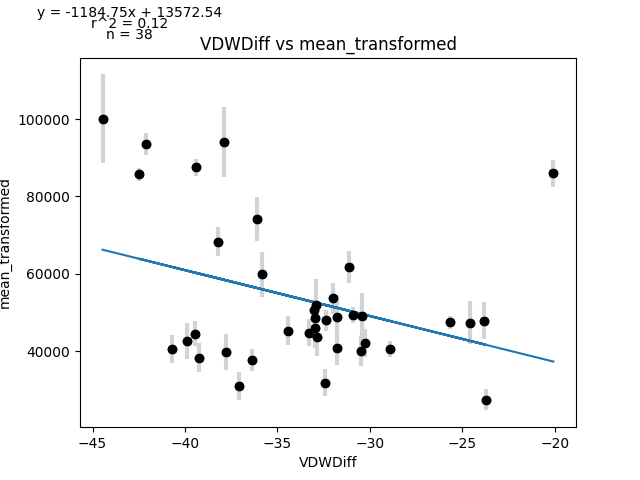 y = -1184.75x + 13572.54
r^2 = 0.12
n = 38
VDWDiff vs mean_transformed
mean_transformed
100000
80000
60000
40000
−45
−40
−35
−30
−25
−20
VDWDiff